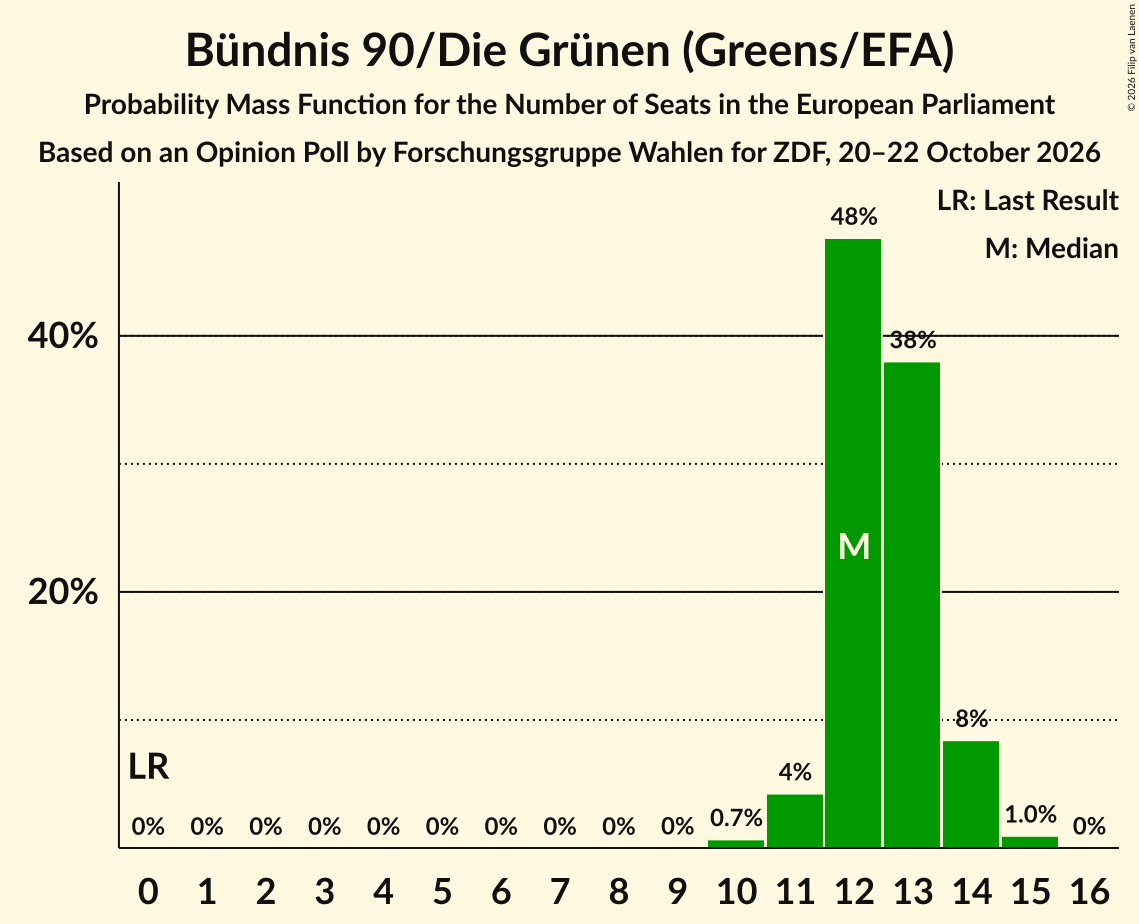 Bündnis 90/Die Grünen (Greens/EFA)
Probability Mass Function for the Number of Seats in the European Parliament
Based on an Opinion Poll by Forschungsgruppe Wahlen for ZDF, 20–22 October 2026
© 2026 Filip van Laenen
LR: Last Result
M: Median
48%
40%
38%
M
20%
8%
LR
4%
0% 0% 0% 0% 0% 0% 0% 0% 0% 0% 0.7% 1.0% 0%
0 1 2 3 4 5 6 7 8 9 10 11 12 13 14 15 16